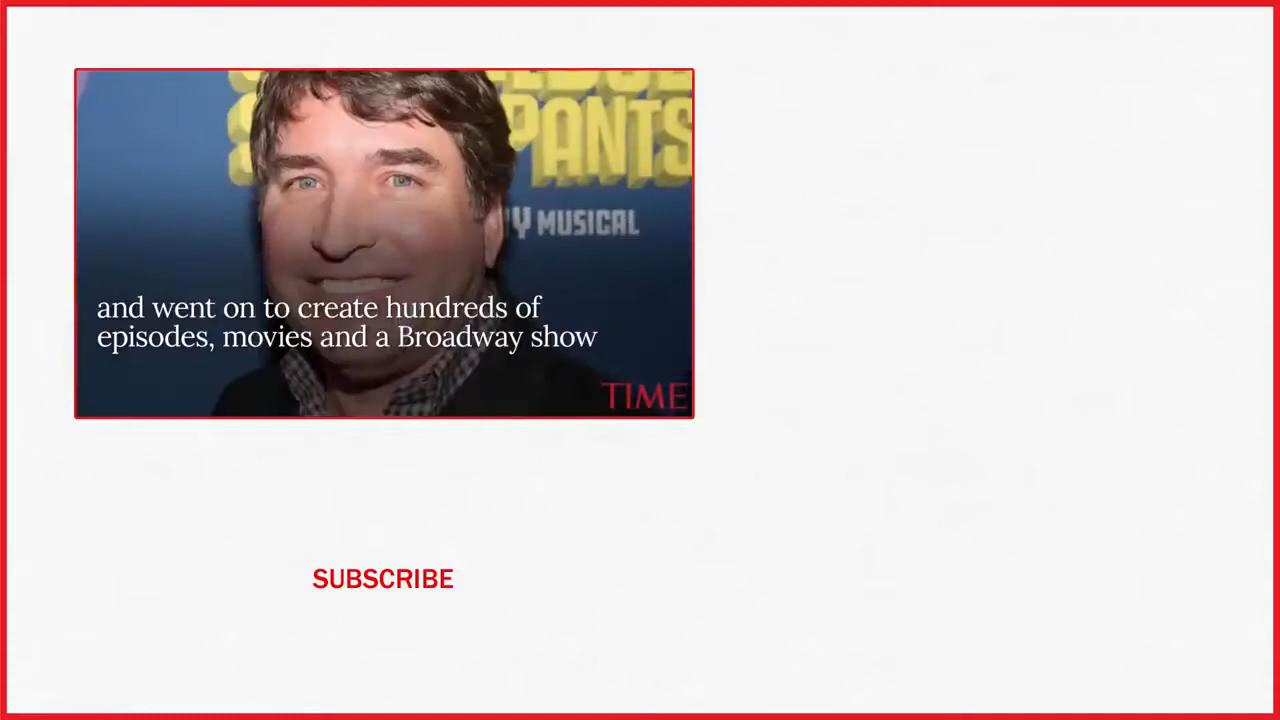 PANTS
MUSICAL
and went on to create hundreds of
episodes, movies and a Broadway show
TIME
SUBSCRIBE